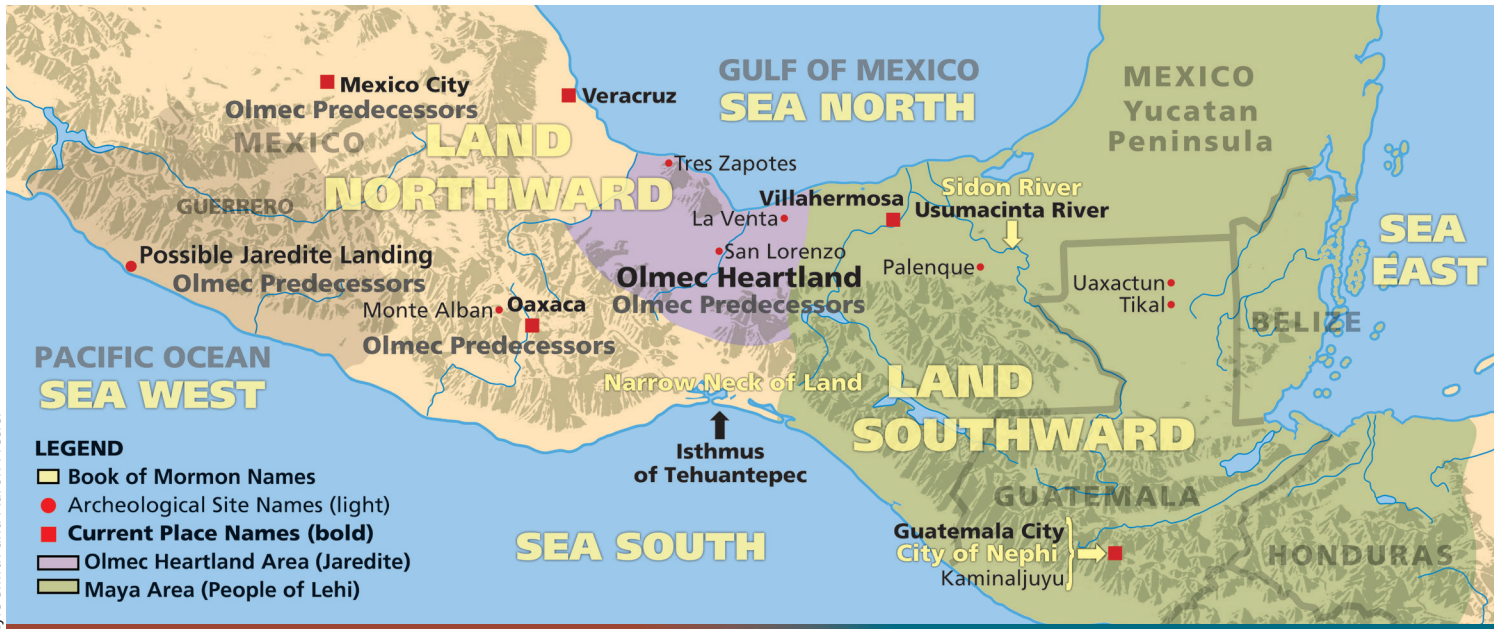 GULF OF MEXICO
SEA NORTH
MEXICO
Yucatan
Peninsula
Mexico City
Olmec Predecessors
MEXICO
Veracruz
LAND
NORTHWARD
GUERRERO
Tres Zapotes
Villahermosa
La Venta
San Lorenzo
Olmec Heartland
Olmec Predecessors
Sidon River
Usumacinta River
Palenque
Uaxactun
Tikal
BELIZE
SEA
EAST
Possible Jaredite Landing
Olmec Predecessors
Monte Alban
Oaxaca
Olmec Predecessors
PACIFIC OCEAN
SEA WEST
Narrow Neck of Land
LAND
SOUTHWARD
Isthmus
of Tehuantepec
SEA SOUTH
GUATEMALA
Guatemala City
City of Nephi
Kaminaljuyu
HONDURAS
LEGEND
Book of Mormon Names
Archeological Site Names (light)
Current Place Names (bold)
Olmec Heartland Area (Jaredite)
Maya Area (People of Lehi)